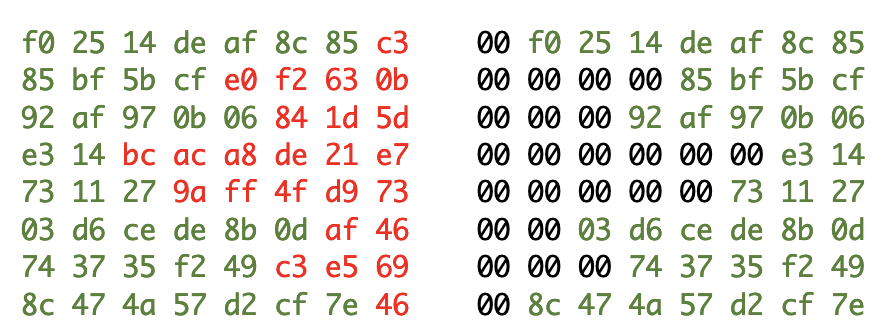 f0 25 14 de af 8c 85 c3 00 f0 25 14 de af 8c 85
85 bf 5b cf e0 f2 63 0b 00 00 00 00 85 bf 5b cf
92 af 97 0b 06 84 1d 5d 00 00 00 92 af 97 0b 06
e3 14 bc ac a8 de 21 e7 00 00 00 00 00 00 e3 14
73 11 27 9a ff 4f d9 73 00 00 00 00 00 73 11 27
03 d6 ce de 8b 0d af 46 00 00 03 d6 ce de 8b 0d
74 37 35 f2 49 c3 e5 69 00 00 00 74 37 35 f2 49
8c 47 4a 57 d2 cf 7e 46 00 8c 47 4a 57 d2 cf 7e